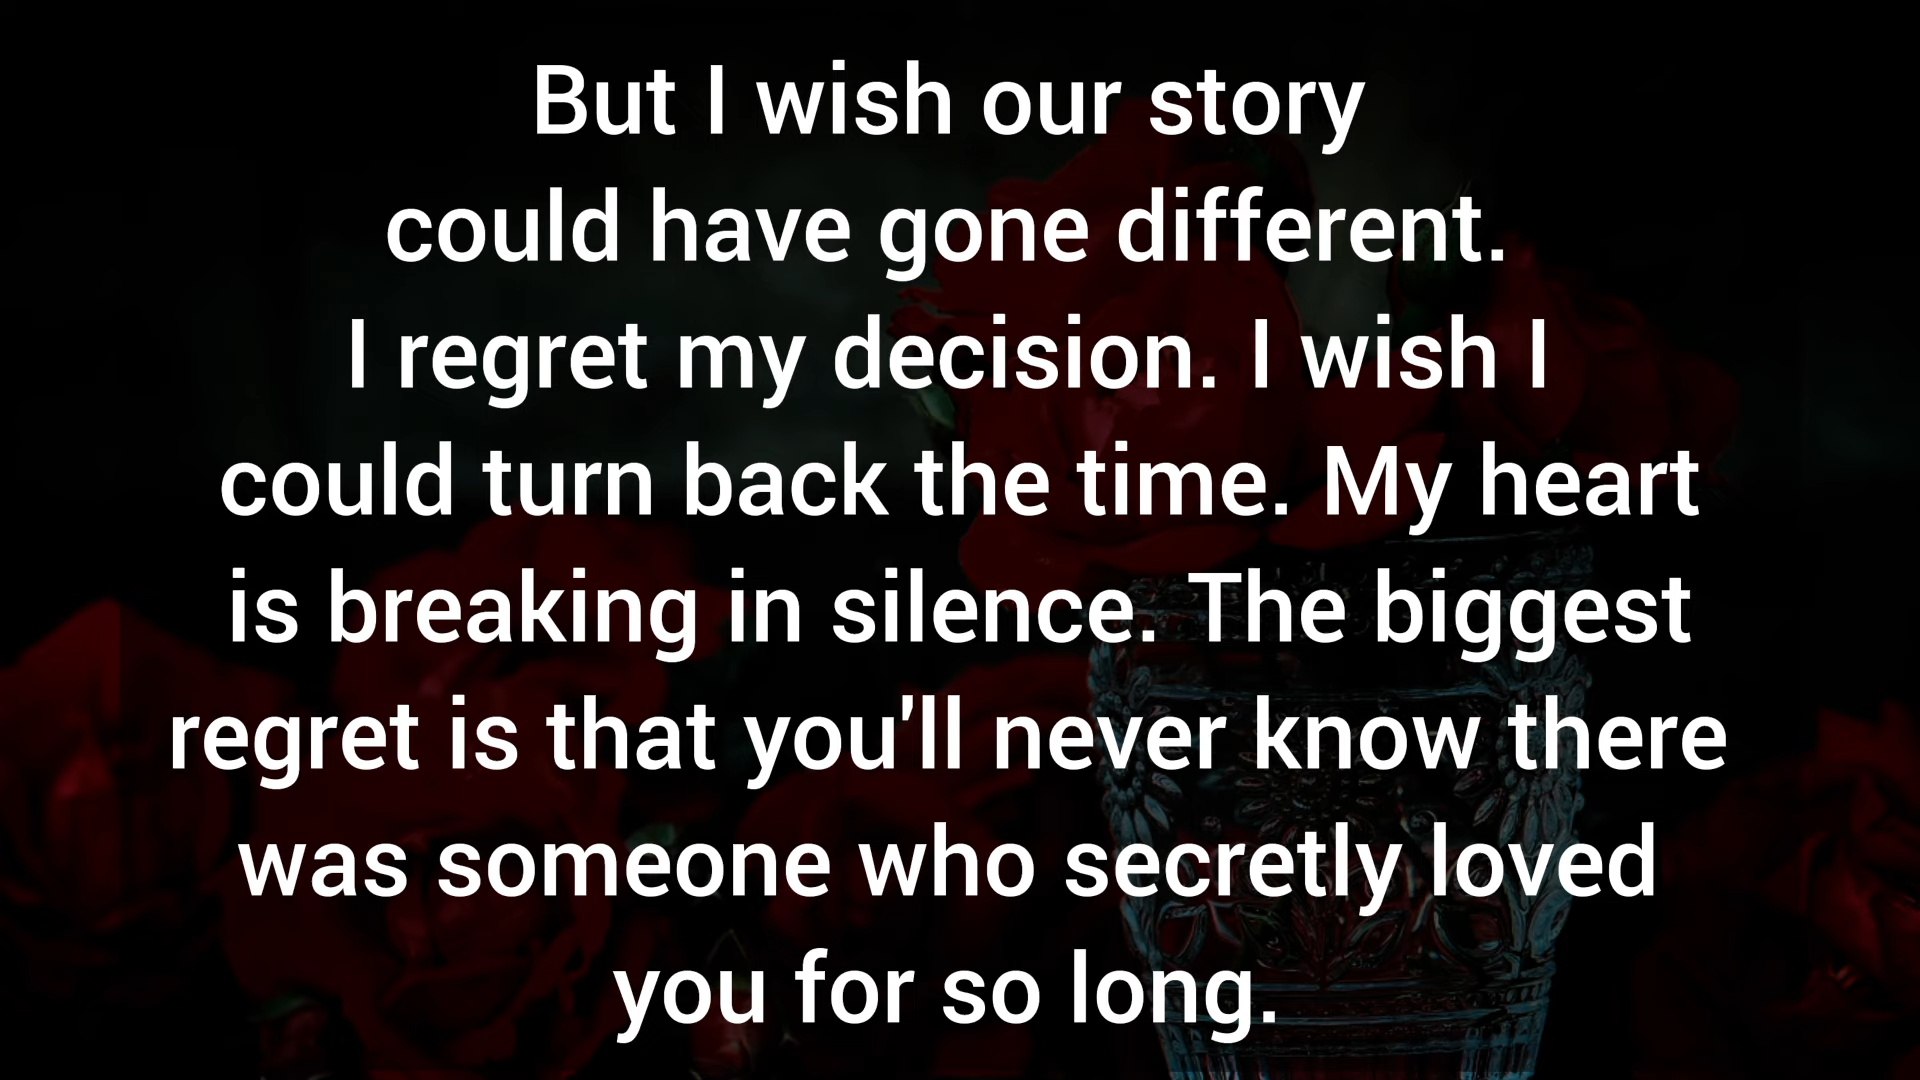 But I wish our story
could have gone different.
I regret my decision. I wish I
could turn back the time. My heart
is breaking in silence. The biggest
regret is that you'll never know there
was someone who secretly loved
you for so long.